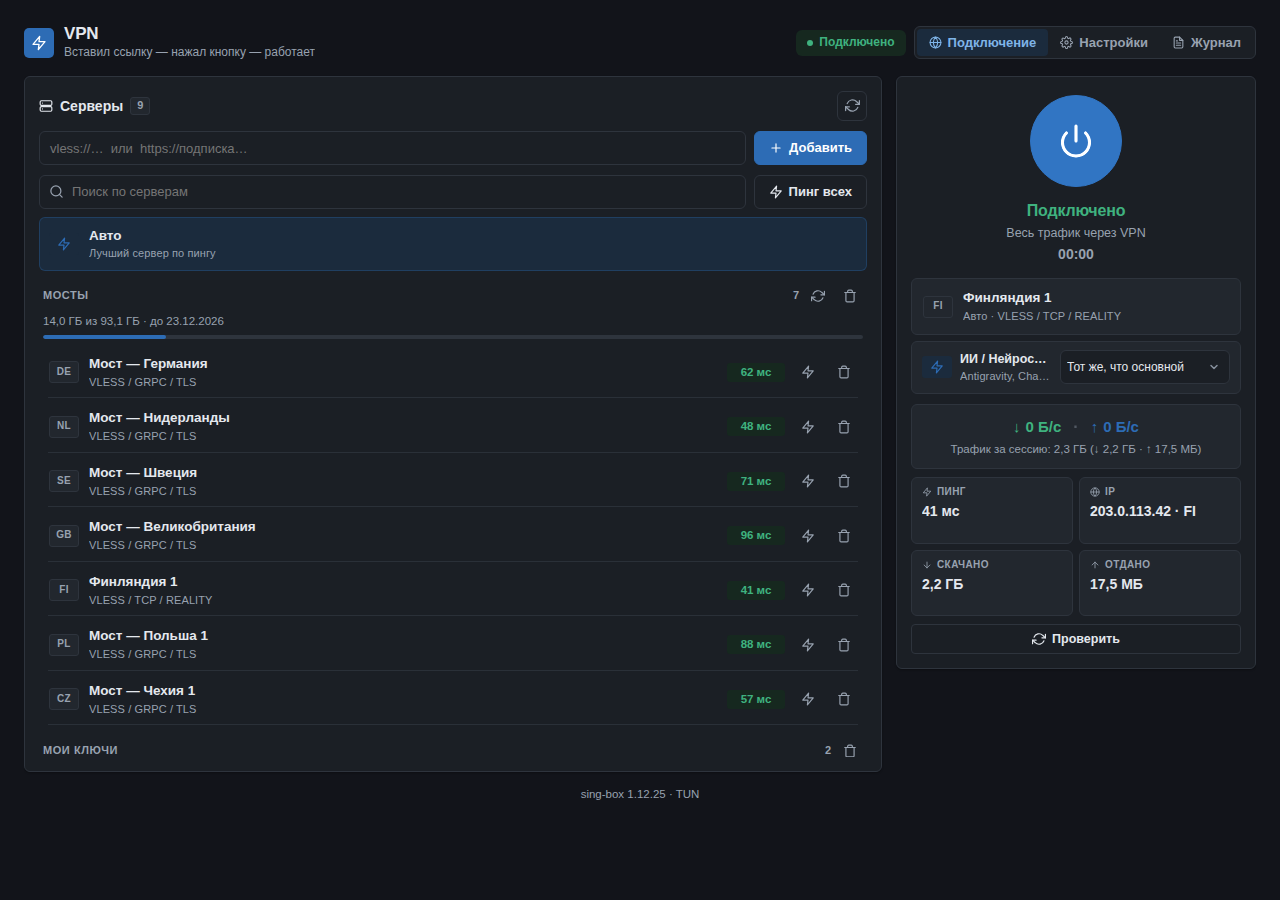 VPN
Вставил ссылку — нажал кнопку — работает
Подключено
Подключение
Настройки
Журнал
Серверы 9
vless://… или https://подписка…
Добавить
Поиск по серверам
Пинг всех
Авто
Лучший сервер по пингу
МОСТЫ 7
14,0 ГБ из 93,1 ГБ · до 23.12.2026
DE Мост — Германия 62 мс
VLESS / GRPC / TLS
NL Мост — Нидерланды 48 мс
VLESS / GRPC / TLS
SE Мост — Швеция 71 мс
VLESS / GRPC / TLS
GB Мост — Великобритания 96 мс
VLESS / GRPC / TLS
FI Финляндия 1 41 мс
VLESS / TCP / REALITY
PL Мост — Польша 1 88 мс
VLESS / GRPC / TLS
CZ Мост — Чехия 1 57 мс
VLESS / GRPC / TLS
МОИ КЛЮЧИ 2
Подключено
Весь трафик через VPN
00:00
FI Финляндия 1
Авто · VLESS / TCP / REALITY
ИИ / Нейрос…
Antigravity, Cha…
Тот же, что основной
↓ 0 Б/с · ↑ 0 Б/с
Трафик за сессию: 2,3 ГБ (↓ 2,2 ГБ · ↑ 17,5 МБ)
ПИНГ
41 мс
IP
203.0.113.42 · FI
СКАЧАНО
2,2 ГБ
ОТДАНО
17,5 МБ
Проверить
sing-box 1.12.25 · TUN